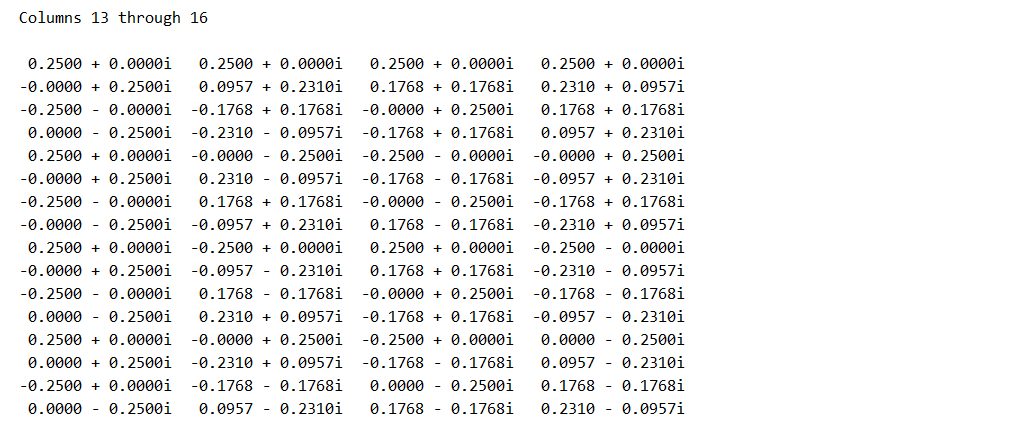 Columns 13 through 16
0.2500 + 0.0000i 0.2500 + 0.0000i 0.2500 + 0.0000i 0.2500 + 0.0000i
-0.0000 + 0.2500i 0.0957 + 0.2310i 0.1768 + 0.1768i 0.2310 + 0.0957i
-0.2500 - 0.0000i -0.1768 + 0.1768i -0.0000 + 0.2500i 0.1768 + 0.1768i
0.0000 - 0.2500i -0.2310 - 0.0957i -0.1768 + 0.1768i 0.0957 + 0.2310i
0.2500 + 0.0000i -0.0000 - 0.2500i -0.2500 - 0.0000i -0.0000 + 0.2500i
-0.0000 + 0.2500i 0.2310 - 0.0957i -0.1768 - 0.1768i -0.0957 + 0.2310i
-0.2500 - 0.0000i 0.1768 + 0.1768i -0.0000 - 0.2500i -0.1768 + 0.1768i
-0.0000 - 0.2500i -0.0957 + 0.2310i 0.1768 - 0.1768i -0.2310 + 0.0957i
0.2500 + 0.0000i -0.2500 + 0.0000i 0.2500 + 0.0000i -0.2500 - 0.0000i
-0.0000 + 0.2500i -0.0957 - 0.2310i 0.1768 + 0.1768i -0.2310 - 0.0957i
-0.2500 - 0.0000i 0.1768 - 0.1768i -0.0000 + 0.2500i -0.1768 - 0.1768i
0.0000 - 0.2500i 0.2310 + 0.0957i -0.1768 + 0.1768i -0.0957 - 0.2310i
0.2500 + 0.0000i -0.0000 + 0.2500i -0.2500 + 0.0000i 0.0000 - 0.2500i
0.0000 + 0.2500i -0.2310 + 0.0957i -0.1768 - 0.1768i 0.0957 - 0.2310i
-0.2500 + 0.0000i -0.1768 - 0.1768i 0.0000 - 0.2500i 0.1768 - 0.1768i
0.0000 - 0.2500i 0.0957 - 0.2310i 0.1768 - 0.1768i 0.2310 - 0.0957i